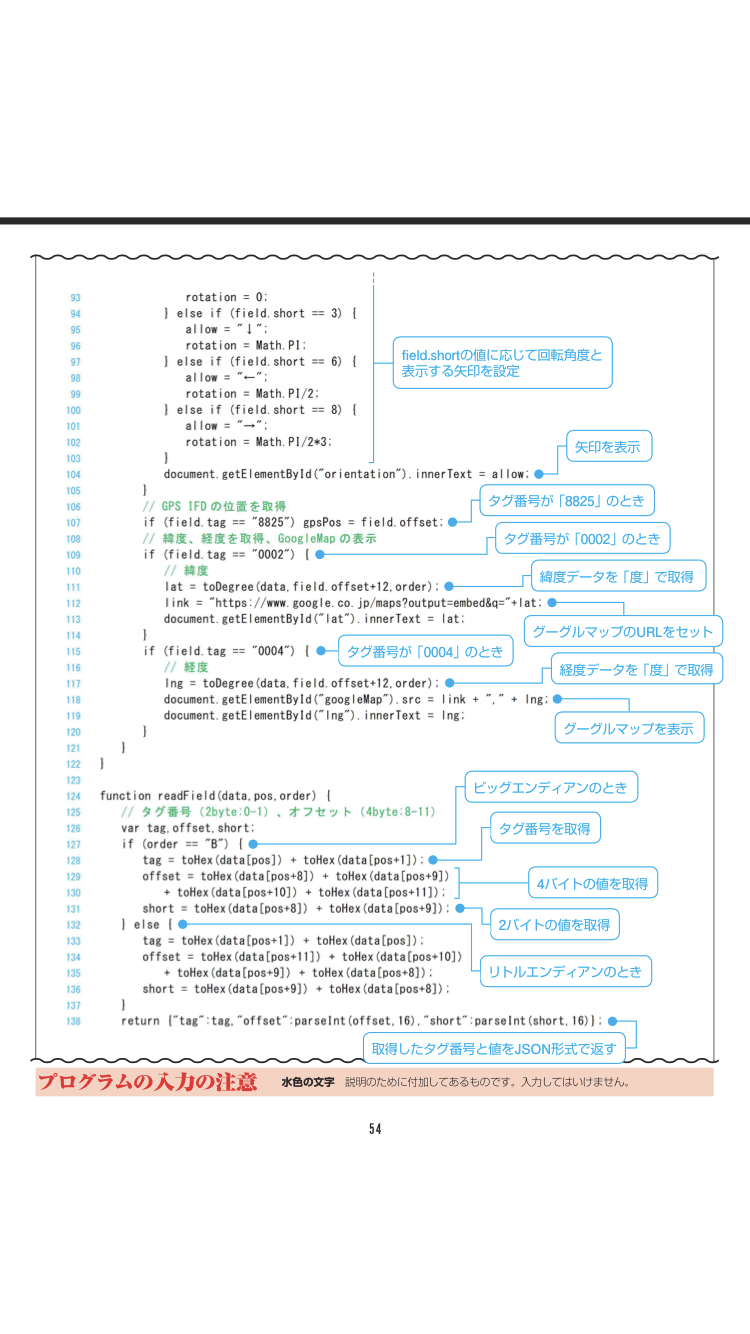 93 rotation = 0;
94 } else if (field.short == 3) {
95 allow = "↓";
96 rotation = Math.PI;
97 } else if (field.short == 6) {
98 allow = "←";
99 rotation = Math.PI/2;
100 } else if (field.short == 8) {
101 allow = "→";
102 rotation = Math.PI/2*3;
103 }
field.shortの値に応じて回転角度と
表示する矢印を設定
104 document.getElementById("orientation").innerText = allow;
矢印を表示
105 }
106 // GPS IFDの位置を取得
107 if (field.tag == "8825") gpsPos = field.offset;
タグ番号が「8825」のとき
108 // 緯度、経度を取得、GoogleMapの表示
109 if (field.tag == "0002") {
タグ番号が「0002」のとき
110 // 緯度
111 lat = toDegree(data,field.offset+12,order);
緯度データを「度」で取得
112 link = "https://www.google.co.jp/maps?output=embed&q="+lat;
グーグルマップのURLをセット
113 document.getElementById("lat").innerText = lat;
114 }
115 if (field.tag == "0004") {
タグ番号が「0004」のとき
116 // 経度
117 lng = toDegree(data,field.offset+12,order);
経度データを「度」で取得
118 document.getElementById("googleMap").src = link + "," + lng;
グーグルマップを表示
119 document.getElementById("lng").innerText = lng;
120 }
121 }
122 }
123
124 function readField(data,pos,order) {
125 // タグ番号（2byte:0-1）、オフセット（4byte:8-11）
126 var tag,offset,short;
127 if (order == "B") {
ビッグエンディアンのとき
128 tag = toHex(data[pos]) + toHex(data[pos+1]);
タグ番号を取得
129 offset = toHex(data[pos+8]) + toHex(data[pos+9])
130 + toHex(data[pos+10]) + toHex(data[pos+11]);
4バイトの値を取得
131 short = toHex(data[pos+8]) + toHex(data[pos+9]);
2バイトの値を取得
132 } else {
リトルエンディアンのとき
133 tag = toHex(data[pos+1]) + toHex(data[pos]);
134 offset = toHex(data[pos+11]) + toHex(data[pos+10])
135 + toHex(data[pos+9]) + toHex(data[pos+8]);
136 short = toHex(data[pos+9]) + toHex(data[pos+8]);
137 }
138 return {"tag":tag,"offset":parseInt(offset,16),"short":parseInt(short,16)};
取得したタグ番号と値をJSON形式で返す
プログラムの入力の注意 水色の文字 説明のために付加してあるものです。入力してはいけません。
54